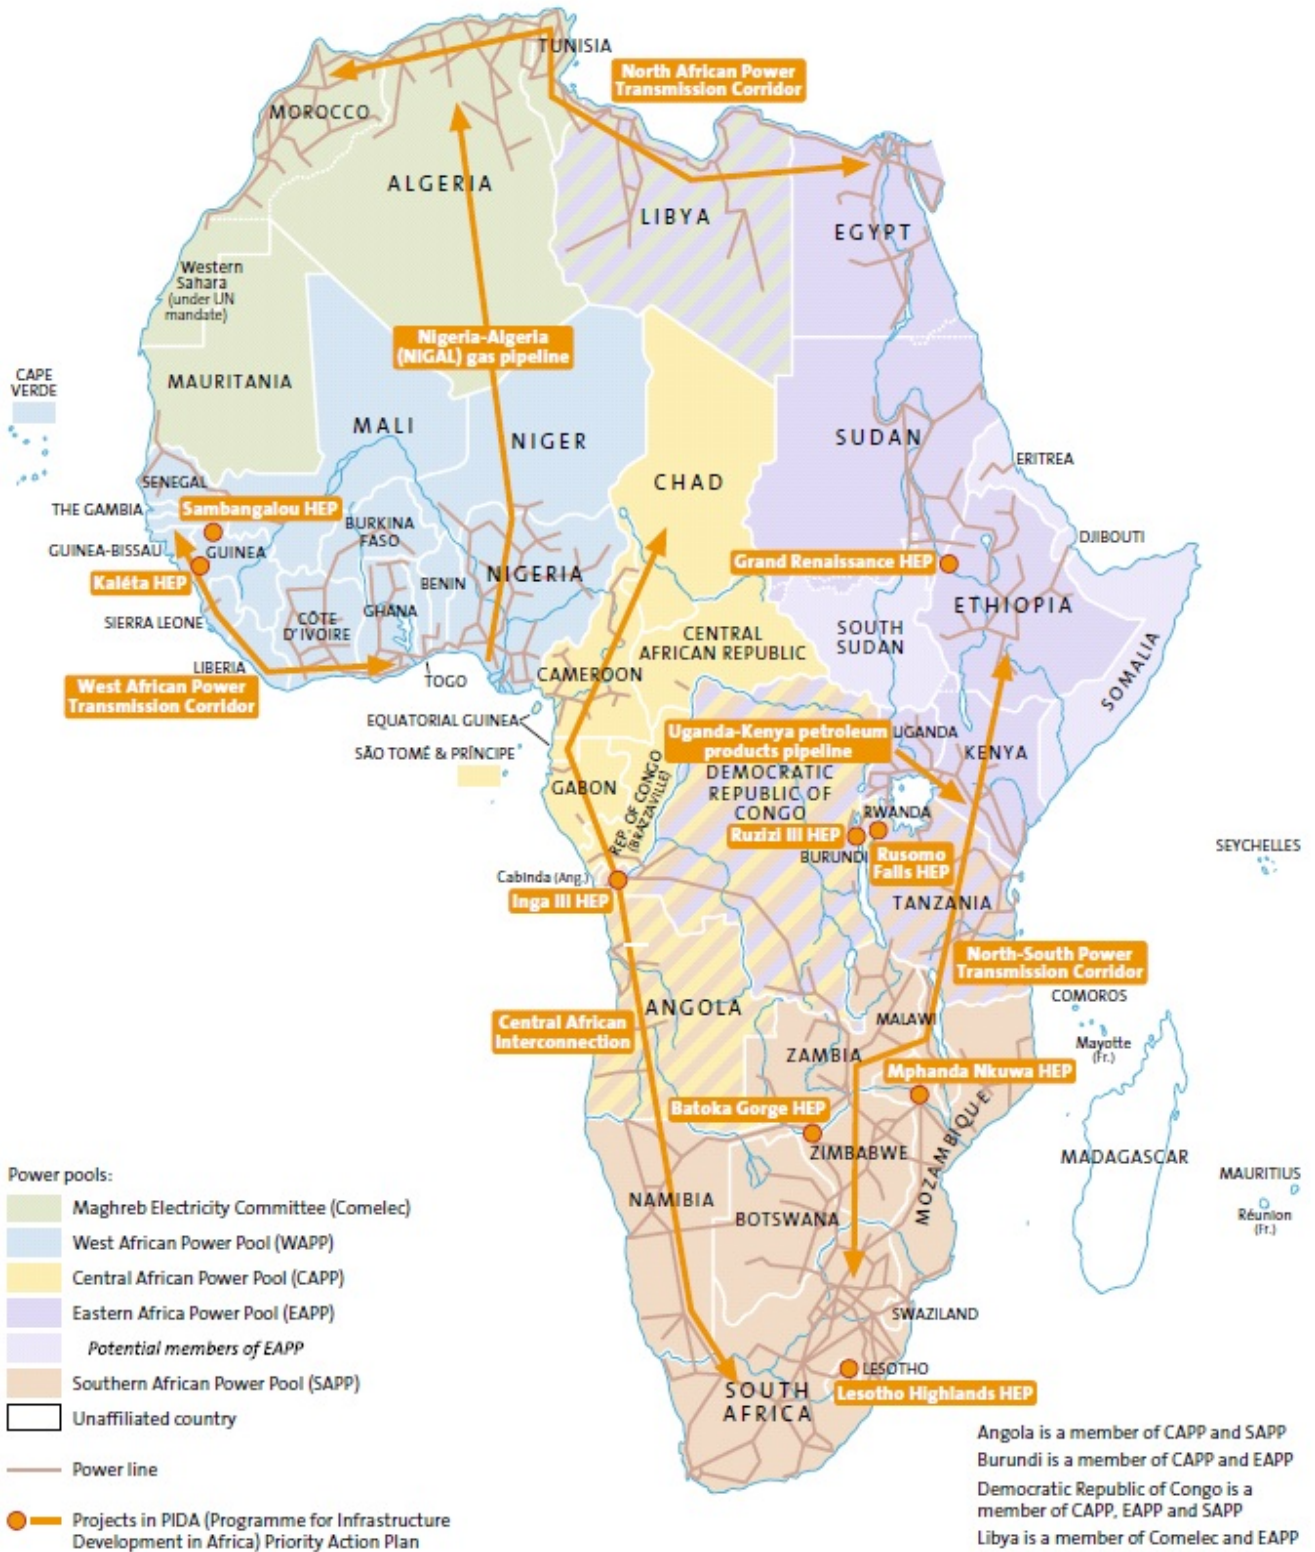 TUNISIA
North African Power
Transmission Corridor
MOROCCO
ALGERIA
LIBYA
EGYPT
Western
Sahara
(under UN
mandate)
Nigeria-Algeria
(NIGAL) gas pipeline
CAPE
VERDE
MAURITANIA
MALI
NIGER
CHAD
SUDAN
ERITREA
SENEGAL
THE GAMBIA
Sambangalou HEP
BURKINA
FASO
GUINEA-BISSAU
GUINEA
DJIBOUTI
Grand Renaissance HEP
Kaléta HEP
BENIN
NIGERIA
ETHIOPIA
SIERRA LEONE
CÔTE
D'IVOIRE
GHANA
CENTRAL
AFRICAN REPUBLIC
SOUTH
SUDAN
SOMALIA
LIBERIA
TOGO
CAMEROON
West African Power
Transmission Corridor
EQUATORIAL GUINEA
SÃO TOMÉ & PRÍNCIPE
Uganda-Kenya petroleum
products pipeline
UGANDA
KENYA
GABON
REP. OF CONGO
(BRAZZAVILLE)
DEMOCRATIC
REPUBLIC OF
CONGO
RWANDA
Ruzizi III HEP
BURUNDI
Rusomo
Falls HEP
SEYCHELLES
Cabinda (Ang.)
Inga III HEP
TANZANIA
North-South Power
Transmission Corridor
COMOROS
Mayotte
(Fr.)
Central African
Interconnection
ANGOLA
MALAWI
ZAMBIA
Mphanda Nkuwa HEP
Batoka Gorge HEP
ZIMBABWE
MOZAMBIQUE
MADAGASCAR
MAURITIUS
Réunion
(Fr.)
NAMIBIA
BOTSWANA
SWAZILAND
LESOTHO
Lesotho Highlands HEP
SOUTH
AFRICA
Power pools:
Maghreb Electricity Committee (Comelec)
West African Power Pool (WAPP)
Central African Power Pool (CAPP)
Eastern Africa Power Pool (EAPP)
Potential members of EAPP
Southern African Power Pool (SAPP)
Unaffiliated country
Power line
Projects in PIDA (Programme for Infrastructure
Development in Africa) Priority Action Plan
Angola is a member of CAPP and SAPP
Burundi is a member of CAPP and EAPP
Democratic Republic of Congo is a
member of CAPP, EAPP and SAPP
Libya is a member of Comelec and EAPP